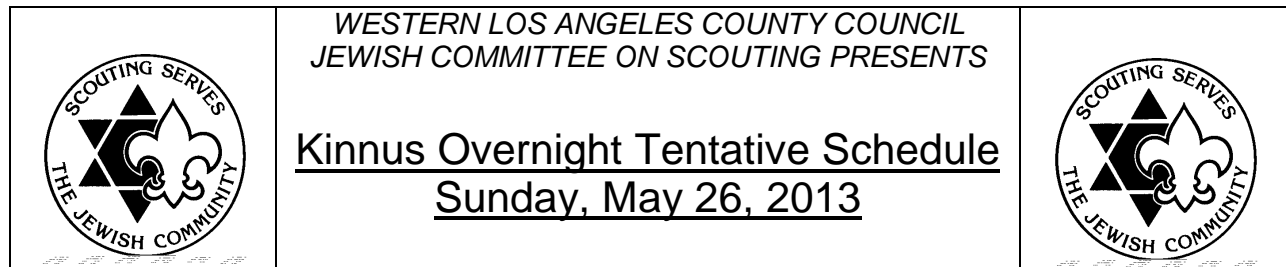 SCOUTING SERVES
THE JEWISH COMMUNITY
WESTERN LOS ANGELES COUNTY COUNCIL
JEWISH COMMITTEE ON SCOUTING PRESENTS
Kinnus Overnight Tentative Schedule
Sunday, May 26, 2013
SCOUTING SERVES
THE JEWISH COMMUNITY